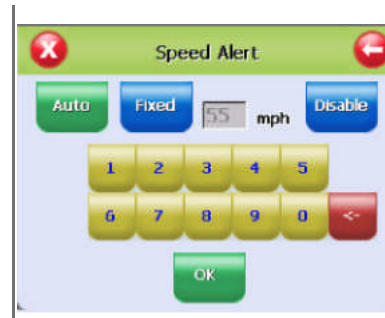 Speed Alert
Auto Fixed 55 mph Disable
1 2 3 4 5
6 7 8 9 0 <-
OK